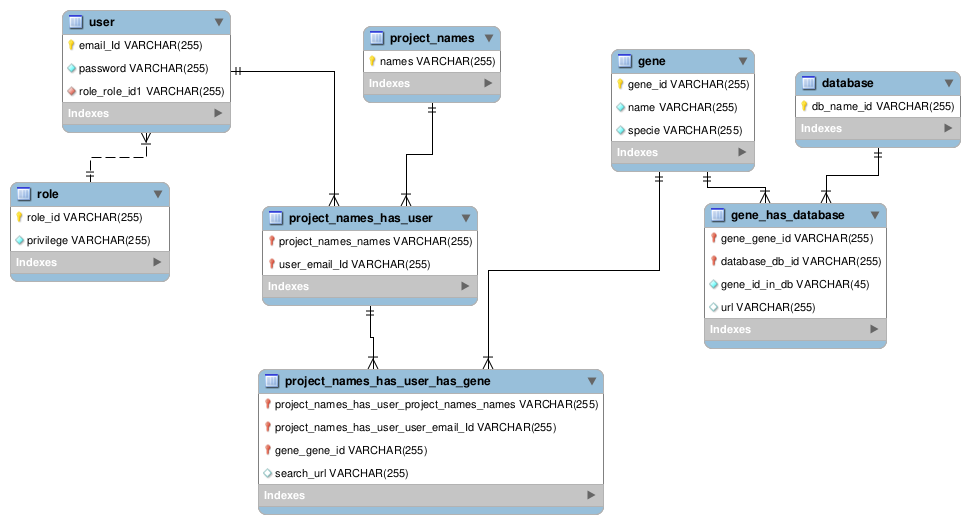 user
email_Id VARCHAR(255)
password VARCHAR(255)
role_role_id1 VARCHAR(255)
Indexes
project_names
names VARCHAR(255)
Indexes
gene
gene_id VARCHAR(255)
name VARCHAR(255)
specie VARCHAR(255)
Indexes
database
db_name_id VARCHAR(255)
Indexes
role
role_id VARCHAR(255)
privilege VARCHAR(255)
Indexes
project_names_has_user
project_names_names VARCHAR(255)
user_email_Id VARCHAR(255)
Indexes
gene_has_database
gene_gene_id VARCHAR(255)
database_db_id VARCHAR(255)
gene_id_in_db VARCHAR(45)
url VARCHAR(255)
Indexes
project_names_has_user_has_gene
project_names_has_user_project_names_names VARCHAR(255)
project_names_has_user_user_email_Id VARCHAR(255)
gene_gene_id VARCHAR(255)
search_url VARCHAR(255)
Indexes